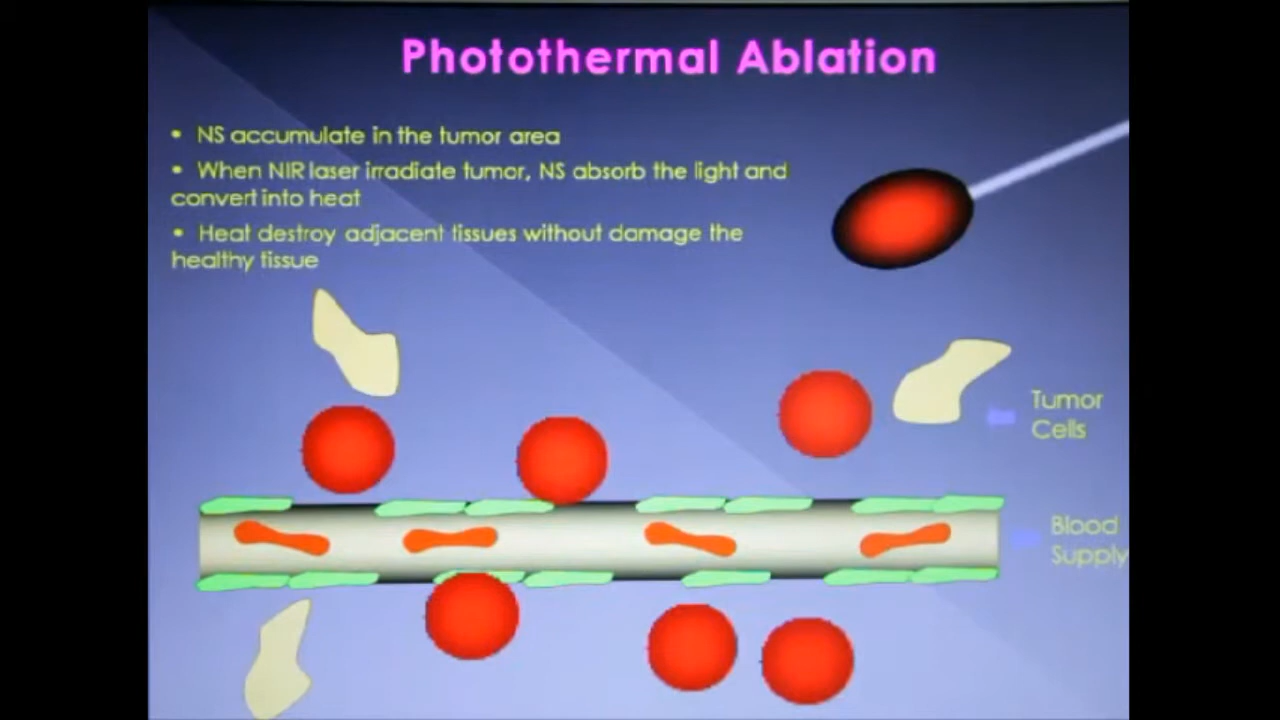 Photothermal Ablation
• NS accumulate in the tumor area
• When NIR laser irradiate tumor, NS absorb the light and
convert into heat
• Heat destroy adjacent tissues without damage the
healthy tissue
Tumor
Cells
Blood
Supply